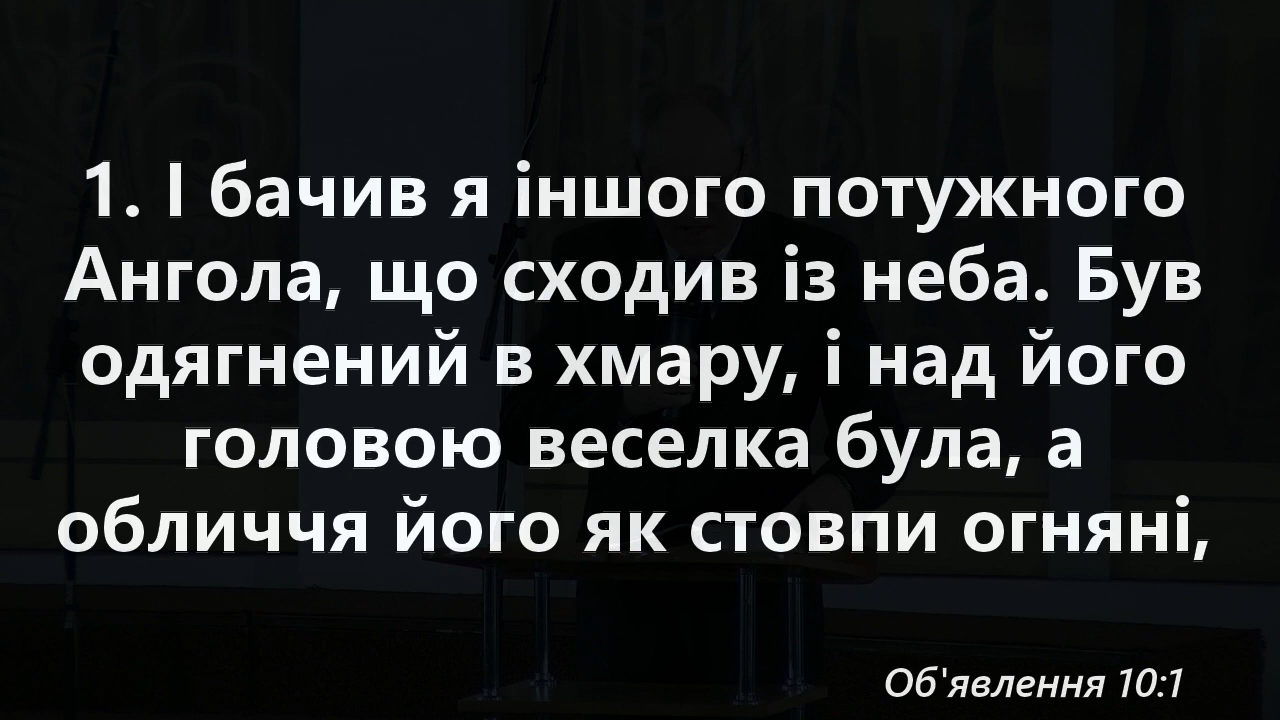 1. І бачив я іншого потужного
Ангола, що сходив із неба. Був
одягнений в хмару, і над його
головою веселка була, а
обличчя його як стовпи огняні,
Об'явлення 10:1